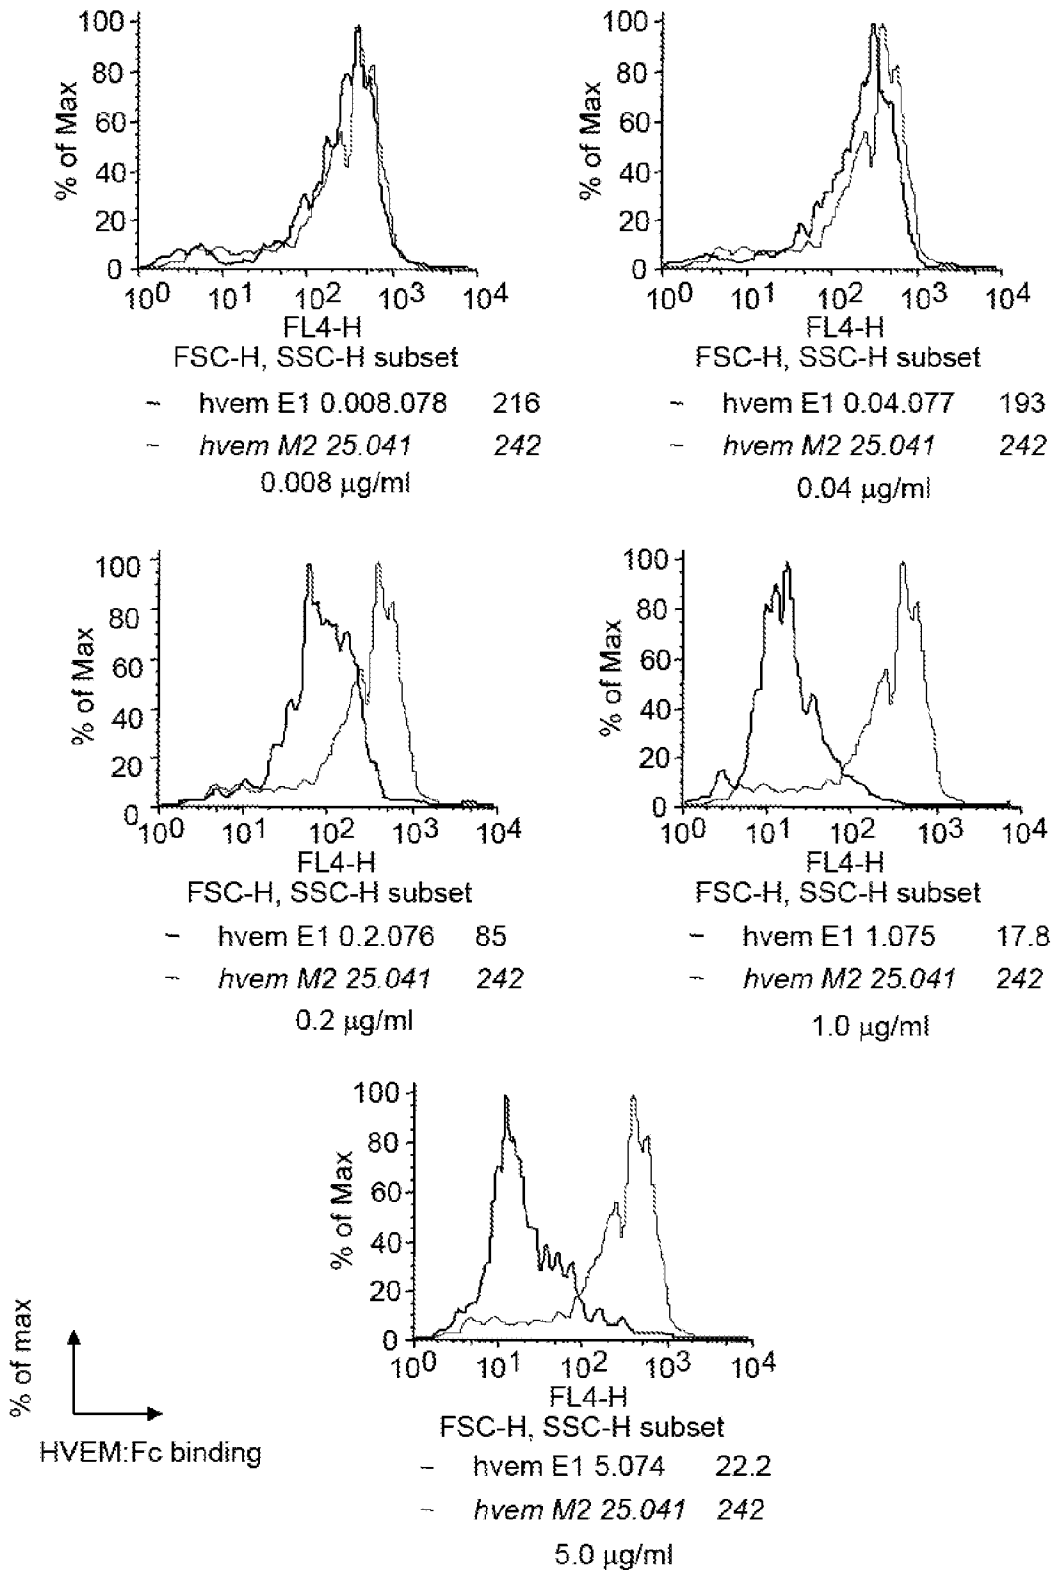 % of Max
100
80
60
40
20
0
10^0 10^1 10^2 10^3 10^4
FL4-H
FSC-H, SSC-H subset
– hvem E1 0.008.078 216
– hvem M2 25.041 242
0.008 µg/ml
% of Max
100
80
60
40
20
0
10^0 10^1 10^2 10^3 10^4
FL4-H
FSC-H, SSC-H subset
– hvem E1 0.04.077 193
– hvem M2 25.041 242
0.04 µg/ml
% of Max
100
80
60
40
20
0
10^0 10^1 10^2 10^3 10^4
FL4-H
FSC-H, SSC-H subset
– hvem E1 0.2.076 85
– hvem M2 25.041 242
0.2 µg/ml
% of Max
100
80
60
40
20
0
10^0 10^1 10^2 10^3 10^4
FL4-H
FSC-H, SSC-H subset
– hvem E1 1.075 17.8
– hvem M2 25.041 242
1.0 µg/ml
% of Max
100
80
60
40
20
0
10^0 10^1 10^2 10^3 10^4
FL4-H
FSC-H, SSC-H subset
– hvem E1 5.074 22.2
– hvem M2 25.041 242
5.0 µg/ml
% of max
HVEM:Fc binding